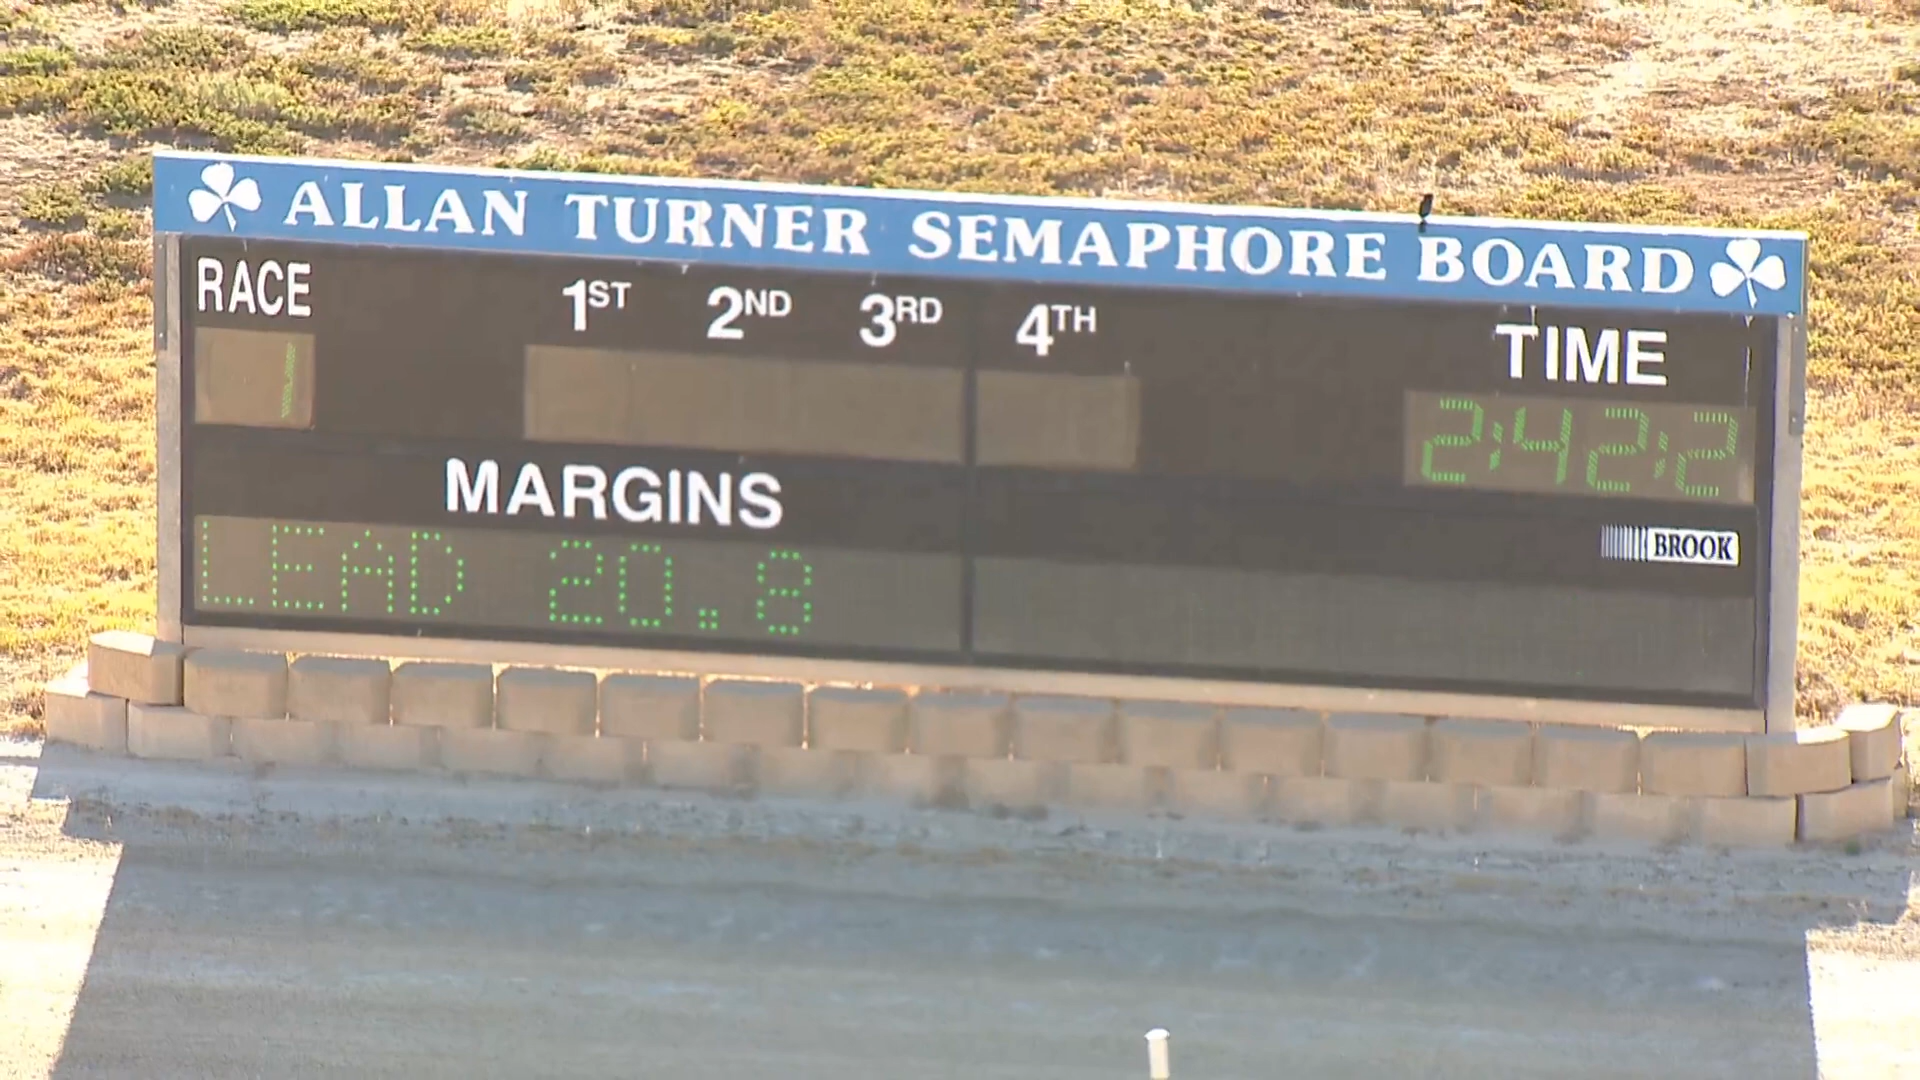 ALLAN TURNER SEMAPHORE BOARD
RACE 1ST 2ND 3RD 4TH TIME
1 2:42:2
MARGINS
BROOK
LEAD 20.8